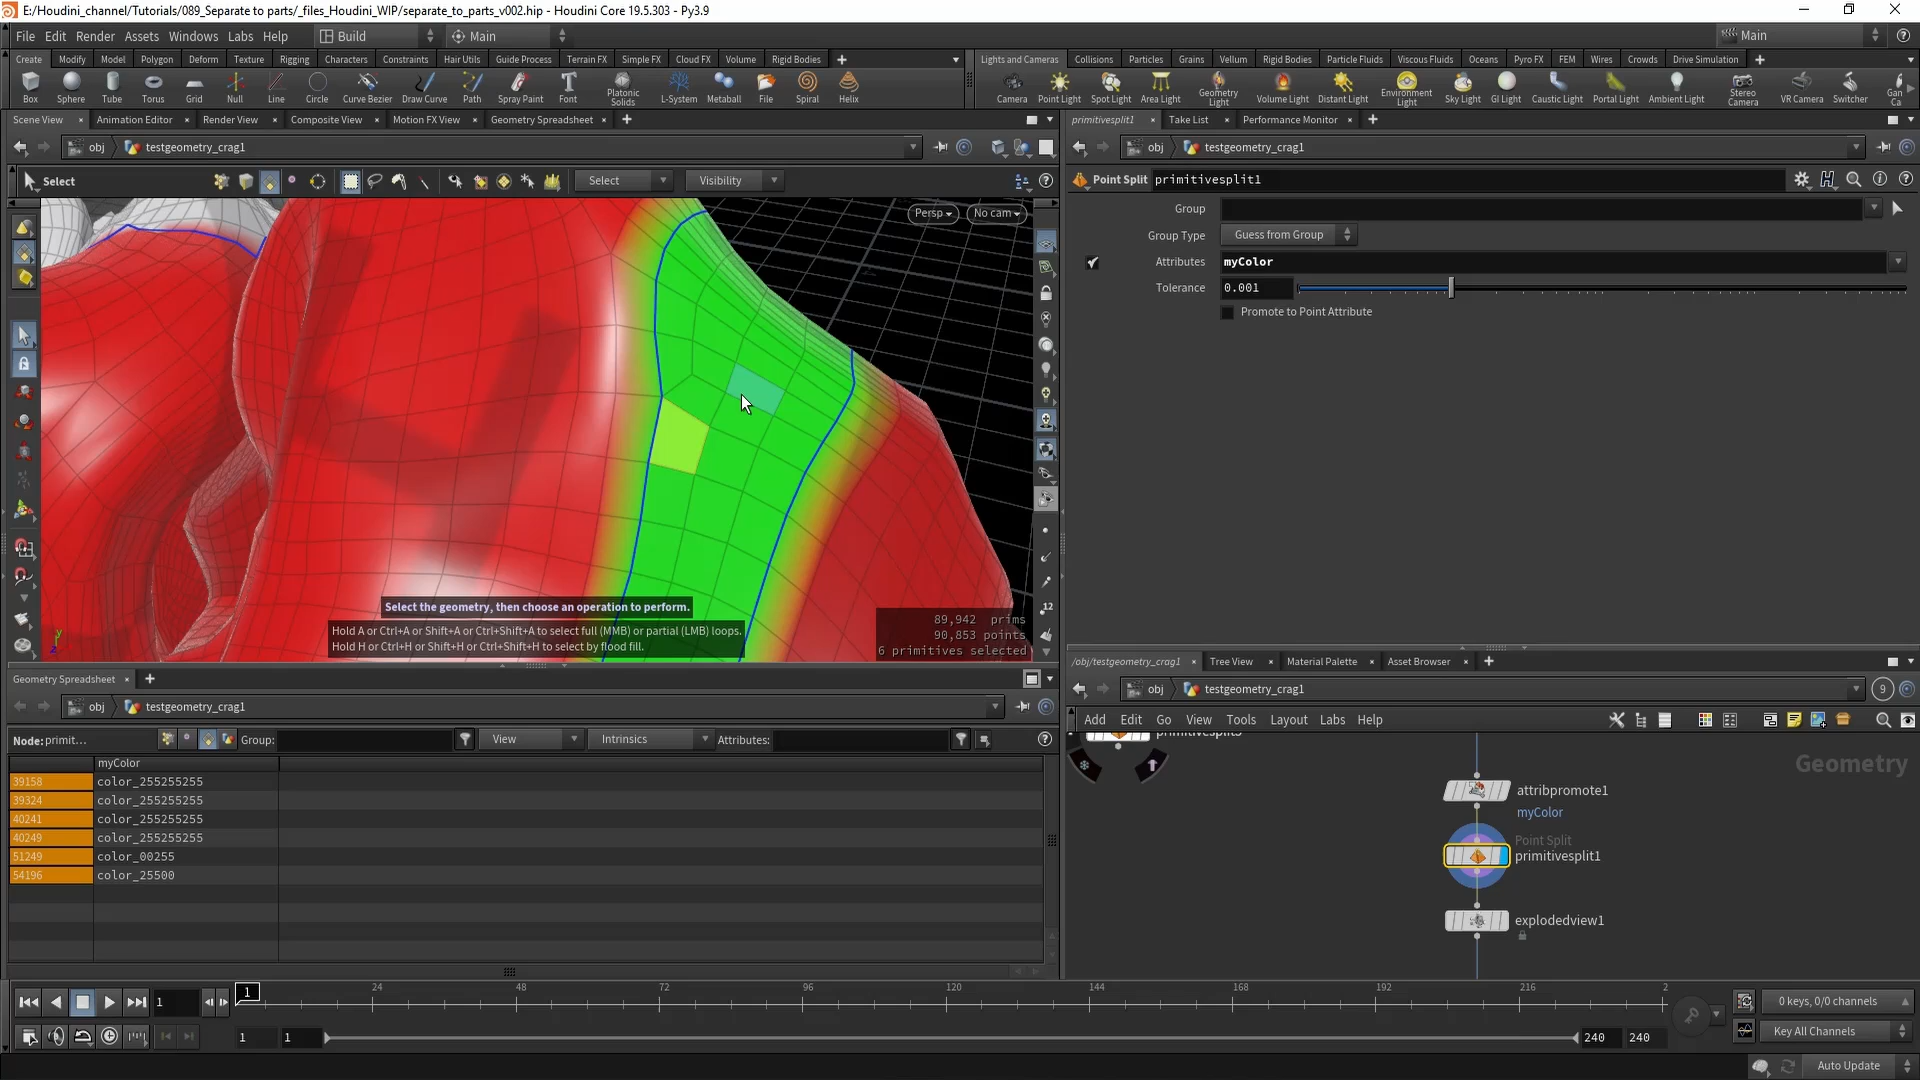 E:/Houdini_channel/Tutorials/089_Separate to parts/_files_Houdini_WIP/separate_to_parts_v002.hip - Houdini Core 19.5.303 - Py3.9
File Edit Render Assets Windows Labs Help Build Main Main
Create Modify Model Polygon Deform Texture Rigging Characters Constraints Hair Utils Guide Process Terrain FX Simple FX Cloud FX Volume Rigid Bodies
Lights and Cameras Collisions Particles Grains Vellum Rigid Bodies Particle Fluids Viscous Fluids Oceans Pyro FX FEM Wires Crowds Drive Simulation
Box Sphere Tube Torus Grid Null Line Circle Curve Bezier Draw Curve Path Spray Paint Font Platonic Solids L-System Metaball File Spiral Helix
Camera Point Light Spot Light Area Light Geometry Light Volume Light Distant Light Environment Light Sky Light GI Light Caustic Light Portal Light Ambient Light Stereo Camera VR Camera Switcher Gan Ca
Scene View Animation Editor Render View Composite View Motion FX View Geometry Spreadsheet
primitivesplit1 Take List Performance Monitor
obj testgeometry_crag1
obj testgeometry_crag1
Select Select Visibility
Point Split primitivesplit1
Persp No cam
Group
Group Type Guess from Group
Attributes myColor
Tolerance 0.001
Promote to Point Attribute
Select the geometry, then choose an operation to perform.
Hold A or Ctrl+A or Shift+A or Ctrl+Shift+A to select full (MMB) or partial (LMB) loops.
Hold H or Ctrl+H or Shift+H or Ctrl+Shift+H to select by flood fill.
89,942 prims
90,853 points
6 primitives selected
Geometry Spreadsheet
obj testgeometry_crag1
Node: primit... Group: View Intrinsics Attributes:
myColor
39158 color_255255255
39324 color_255255255
40241 color_255255255
40249 color_255255255
51249 color_00255
54196 color_25500
/obj/testgeometry_crag1 Tree View Material Palette Asset Browser
obj testgeometry_crag1 9
Add Edit Go View Tools Layout Labs Help
Geometry
attribpromote1
myColor
Point Split
primitivesplit1
explodedview1
1 1 24 48 72 96 120 144 168 192 216 2
0 keys, 0/0 channels
1 1 240 240
Key All Channels
Auto Update